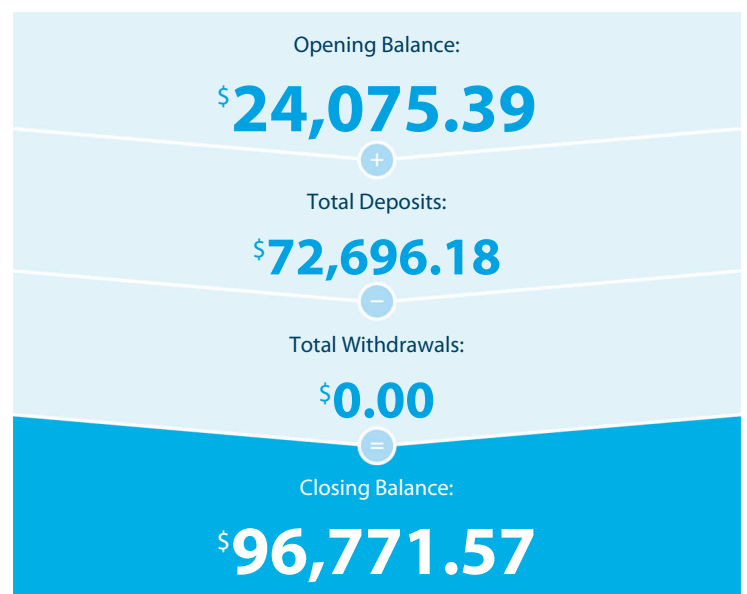 Opening Balance:
$24,075.39
+
Total Deposits:
$72,696.18
−
Total Withdrawals:
$0.00
=
Closing Balance:
$96,771.57